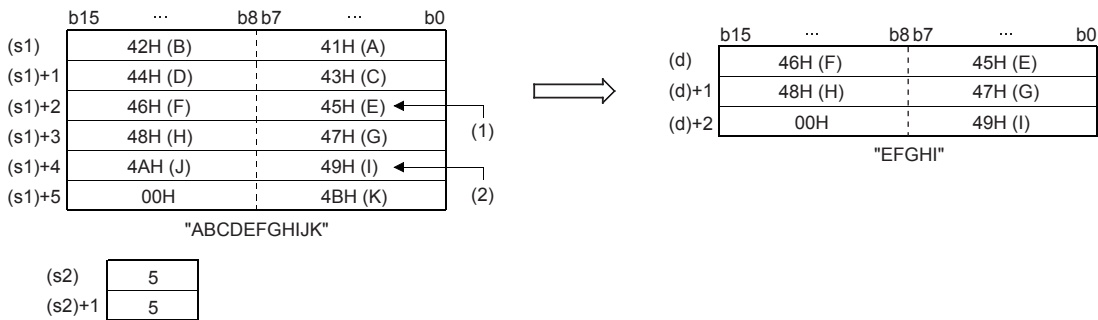 b15 ... b8 b7 ... b0
(s1) 42H (B) 41H (A)
(s1)+1 44H (D) 43H (C)
(s1)+2 46H (F) 45H (E)
(1)
(s1)+3 48H (H) 47H (G)
(s1)+4 4AH (J) 49H (I)
(2)
(s1)+5 00H 4BH (K)
"ABCDEFGHIJK"
(s2) 5
(s2)+1 5
b15 ... b8 b7 ... b0
(d) 46H (F) 45H (E)
(d)+1 48H (H) 47H (G)
(d)+2 00H 49H (I)
"EFGHI"